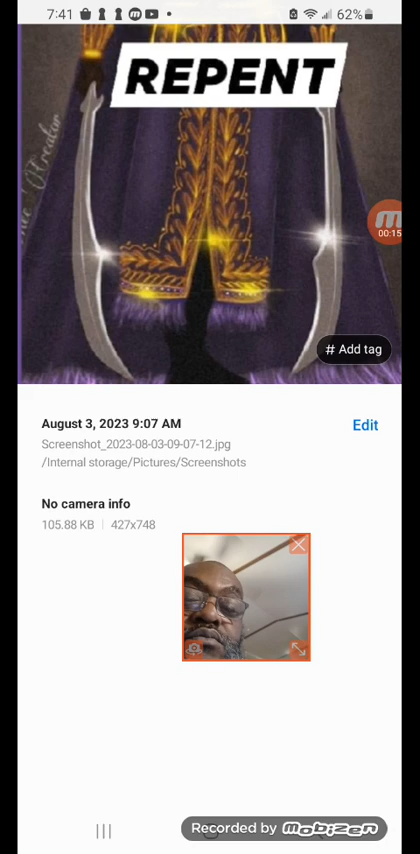 7:41
62%
REPENT
Creator
00:15
# Add tag
August 3, 2023 9:07 AM
Edit
Screenshot_2023-08-03-09-07-12.jpg
/Internal storage/Pictures/Screenshots
No camera info
105.88 KB | 427x748
Recorded by mobizen